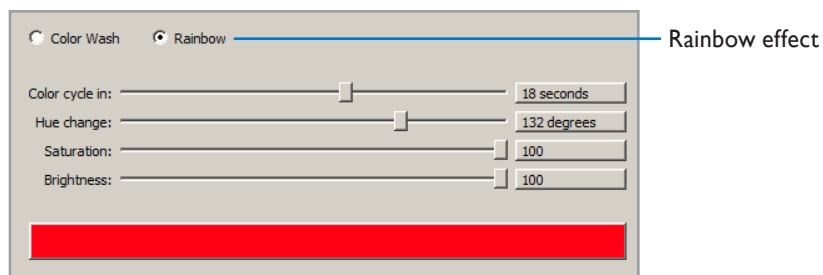 Color Wash Rainbow Rainbow effect
Color cycle in: 18 seconds
Hue change: 132 degrees
Saturation: 100
Brightness: 100